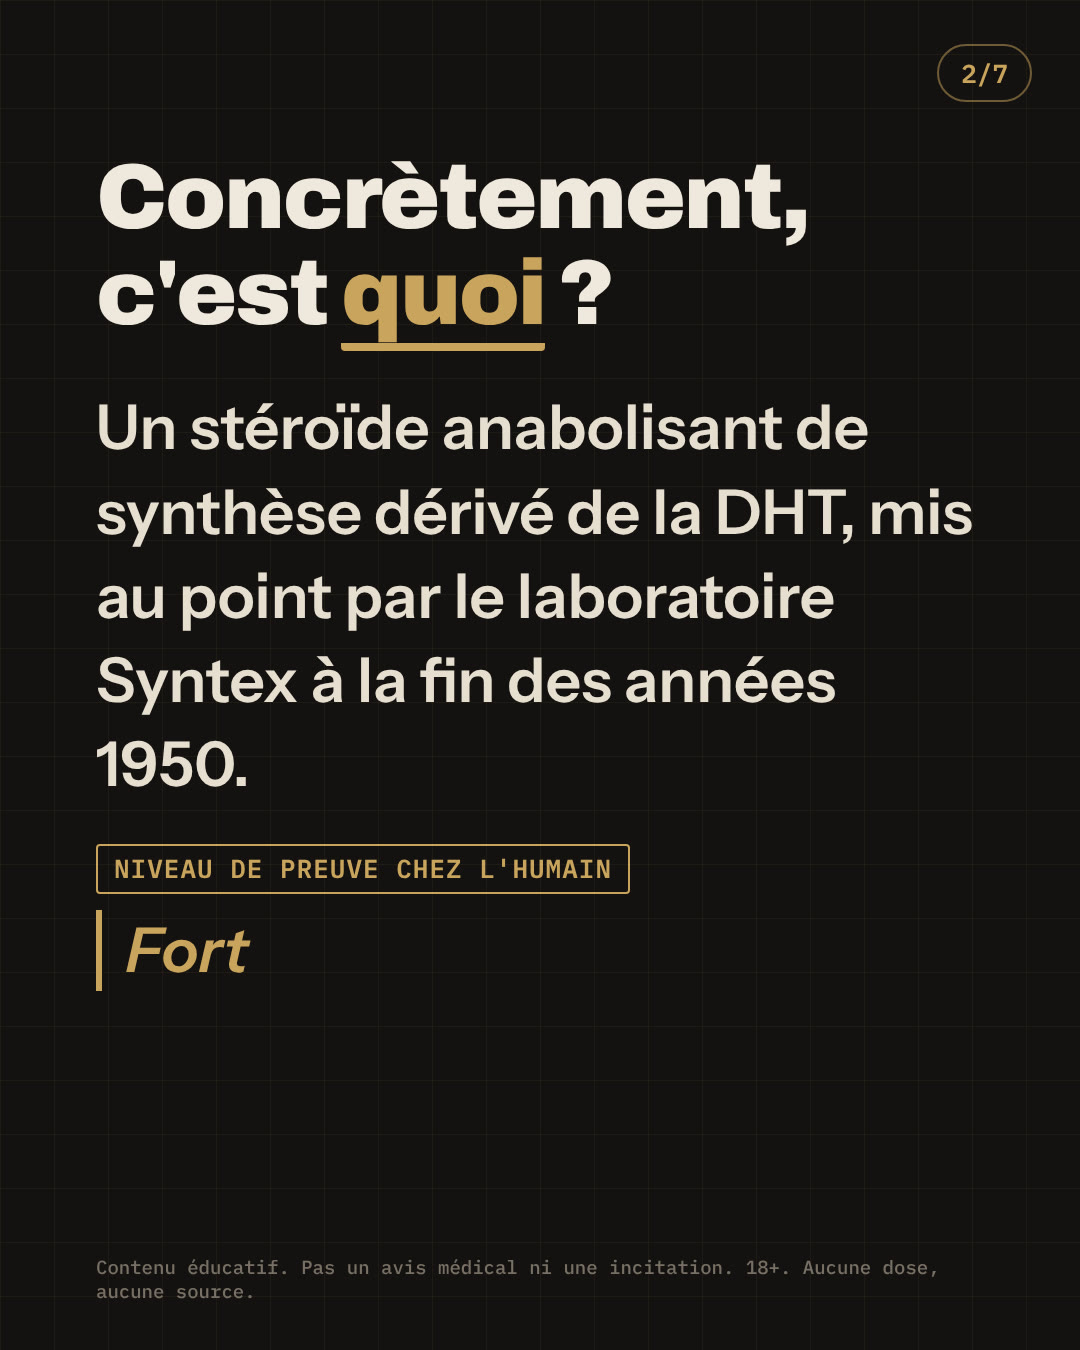 2/7
Concrètement,
c'est quoi ?
Un stéroïde anabolisant de
synthèse dérivé de la DHT, mis
au point par le laboratoire
Syntex à la fin des années
1950.
NIVEAU DE PREUVE CHEZ L'HUMAIN
Fort
Contenu éducatif. Pas un avis médical ni une incitation. 18+. Aucune dose,
aucune source.